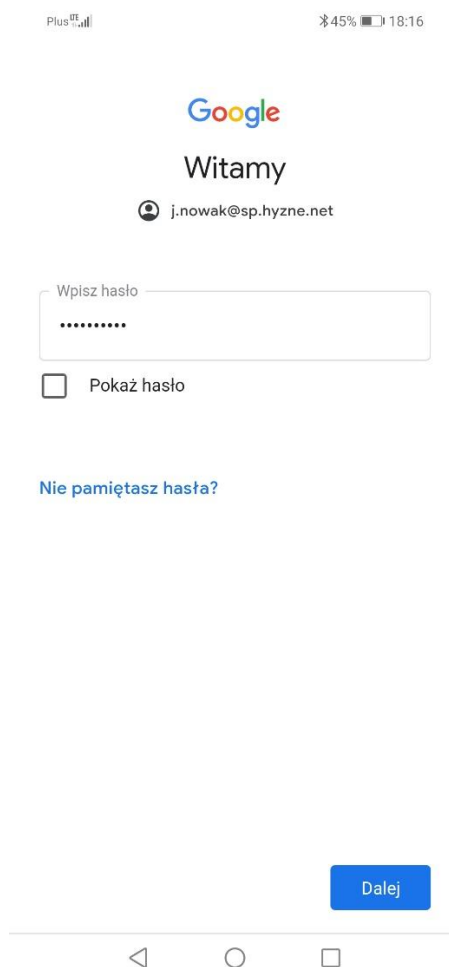 Plus LTE 45% 18:16
Google
Witamy
j.nowak@sp.hyzne.net
Wpisz hasło
••••••••••
Pokaż hasło
Nie pamiętasz hasła?
Dalej